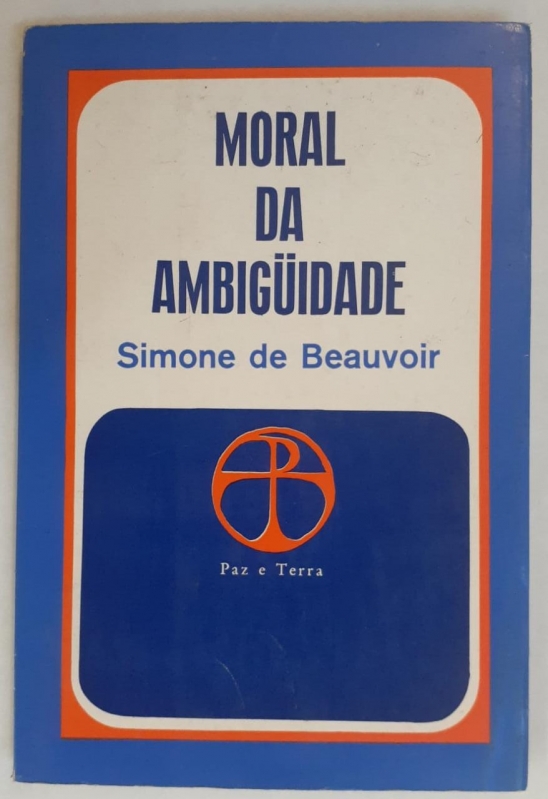 MORAL
DA
AMBIGÜIDADE
Simone de Beauvoir
Paz e Terra